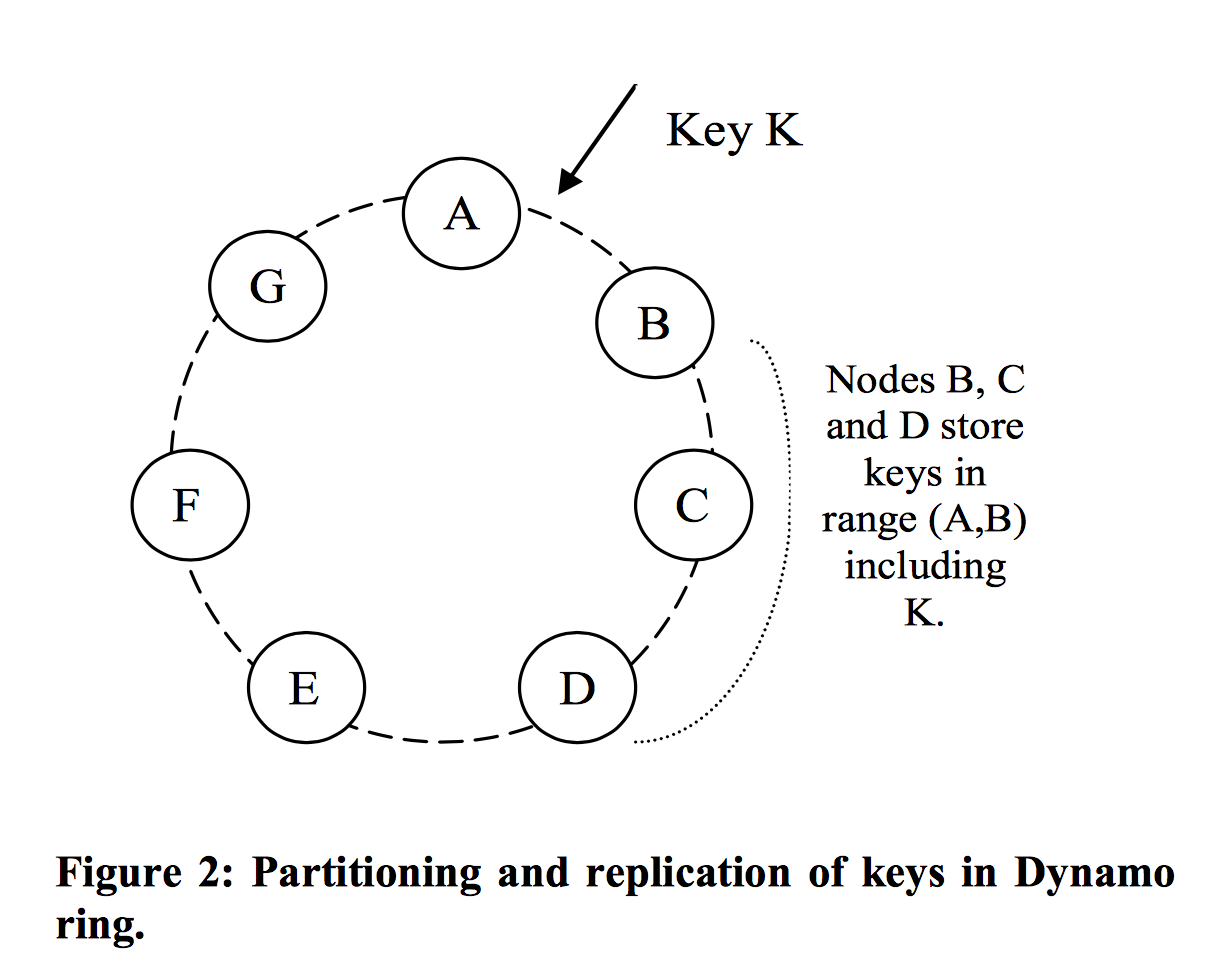 Key K
A
G
B
Nodes B, C
and D store
keys in
range (A,B)
including
K.
F
C
E
D
Figure 2: Partitioning and replication of keys in Dynamo
ring.